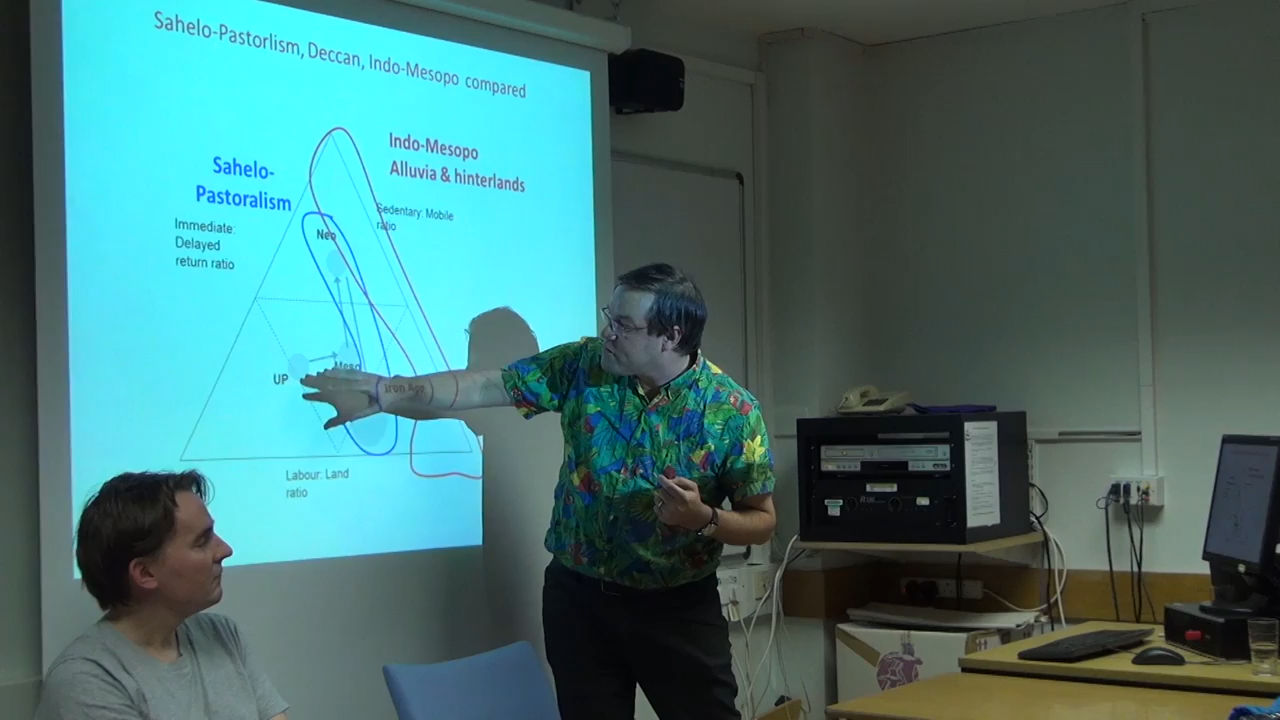 Sahelo-Pastorlism, Deccan, Indo-Mesopo compared
Indo-Mesopo
Alluvia & hinterlands
Sahelo-
Pastoralism
Sedentary: Mobile
ratio
Immediate:
Delayed
return ratio
Neo
Meso
UP
Iron Age
Labour: Land
ratio